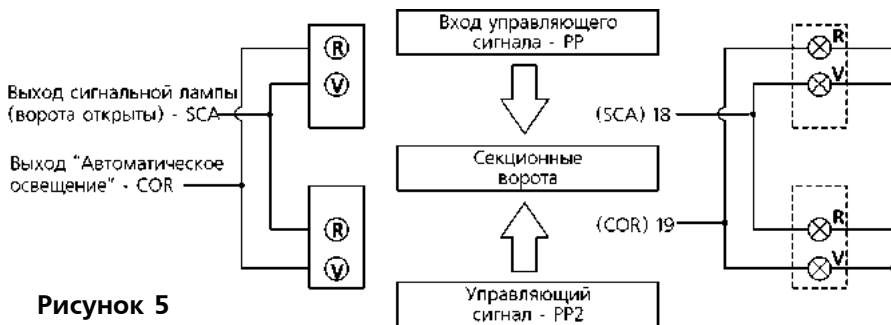 Вход управляющего
сигнала - PP
R
V
Выход сигнальной лампы
(ворота открыты) - SCA
Выход "Автоматическое
освещение" - COR
R
V
Секционные
ворота
Управляющий
сигнал - PP2
R
V
(SCA) 18
(COR) 19
R
V
Рисунок 5